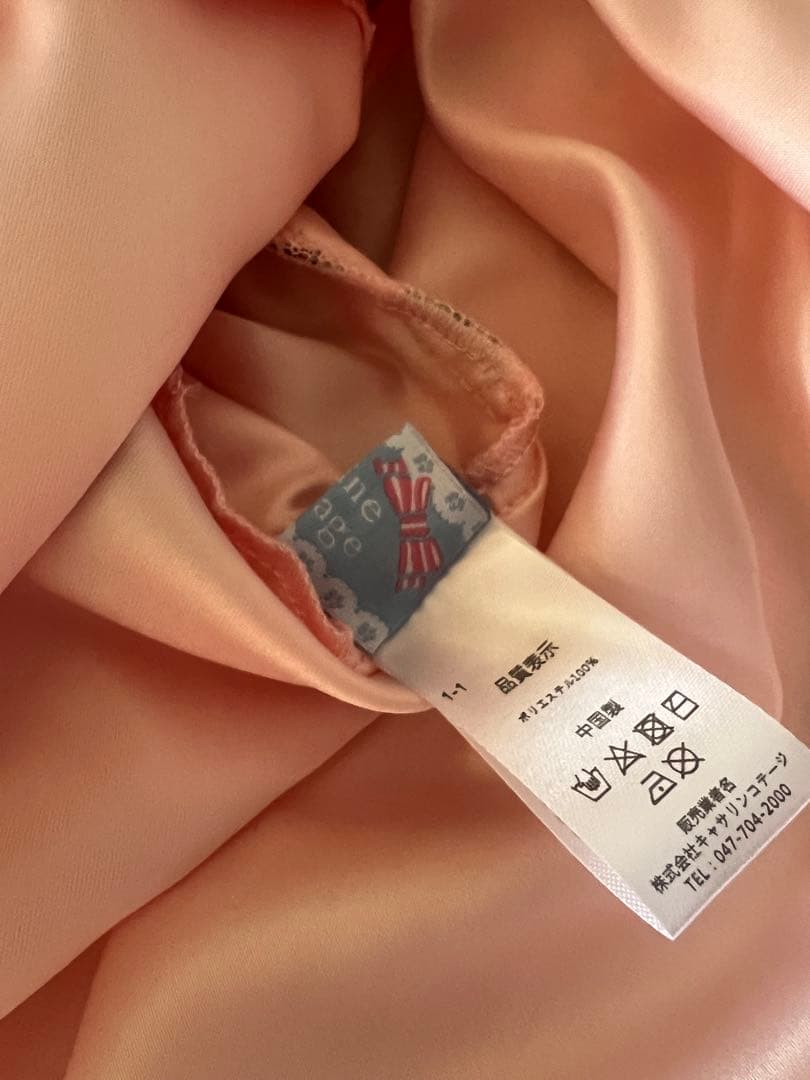 ne
age
1-1
品質表示
ポリエステル100%
中国製
販売業者名
株式会社キャサリンコテージ
TEL:047-704-2000